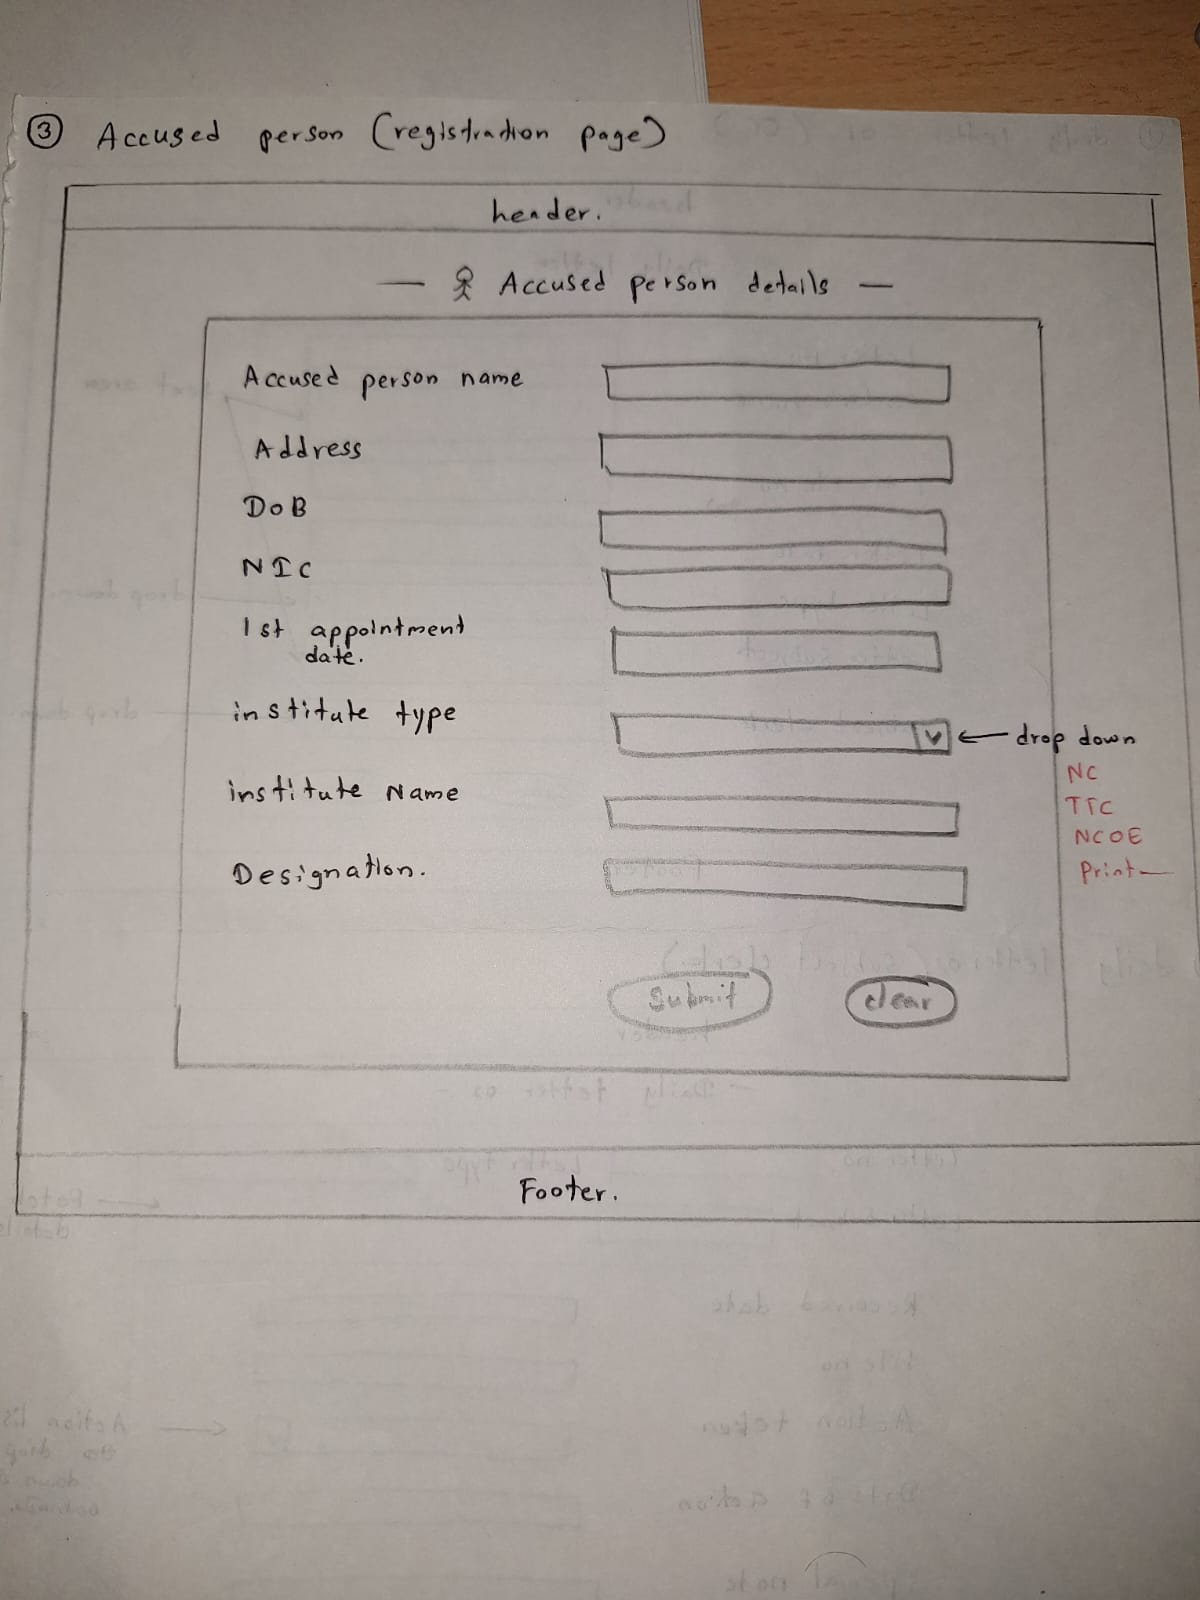 3 Accused person (registration page)
header.
— Accused person details —
Accused person name
Address
DoB
NIC
1st appointment
date.
institute type
← drop down
NC
TTC
NCOE
Print
institute Name
Designation.
Submit
clear
Footer.